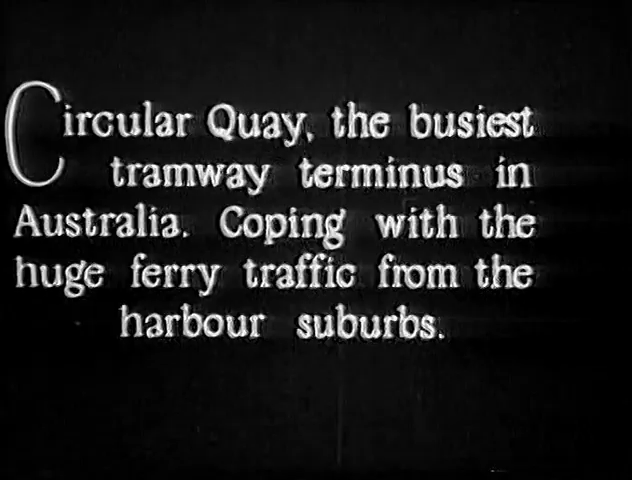 Circular Quay, the busiest
tramway terminus in
Australia. Coping with the
huge ferry traffic from the
harbour suburbs.